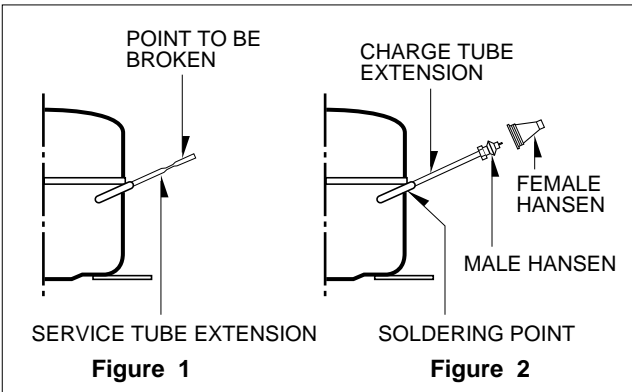 POINT TO BE
BROKEN
SERVICE TUBE EXTENSION
Figure 1
CHARGE TUBE
EXTENSION
FEMALE
HANSEN
MALE HANSEN
SOLDERING POINT
Figure 2